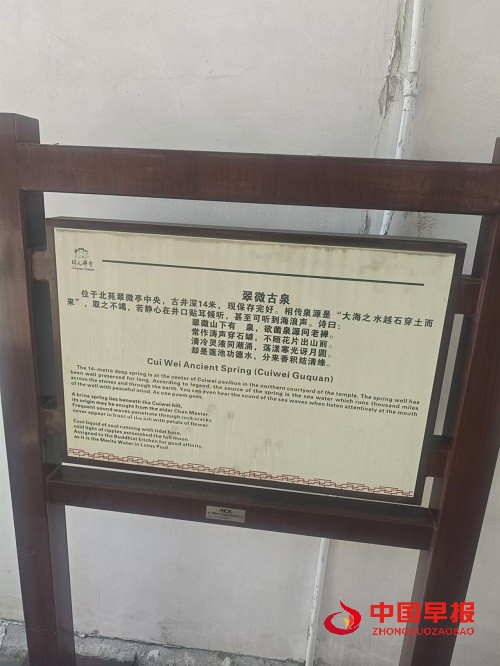 开元禅寺
翠微古泉
位于北苑翠微亭中央，古井深14米，现保存完好。相传泉源是“大海之水越石穿土而
来”，取之不竭，若静心在井口贴耳倾听，甚至可听到海浪声。诗曰：
翠微山下有一泉，欲菌泉源问老禅。
常作涛声穿石罅，不随花片出山前。
清冷灵液同潮涌，荡漾寒光讶月圆。
却是莲池功德水，分来香积结清缘。
Cui Wei Ancient Spring (Cuiwei Guquan)
The 14-metre deep spring is at the center of Cuiwei pavilion in the northern courtyard of the temple. The spring well has
been well preserved for long. According to legend, the source of the spring is the sea water which runs thousand miles
across the stones and through the earth. You can even hear the sound of the sea waves when listen attentively at the mouth
of the well with peaceful mind. As one poem goes,
A brine spring lies beneath the Cuiwei hill,
Its origin may be sought from the elder Chan Master.
Frequent sound waves penetrate through rock cracks
never appear in front of the hill with petals of flower
Cool liquid of soul running with tidal bore,
cold light of ripples astonished the full moon.
Assigned to the Buddhist kitchen for good affinity,
as it is the Merits Water in Lotus Pool
中国早报
ZHONGGUOZAOBAO